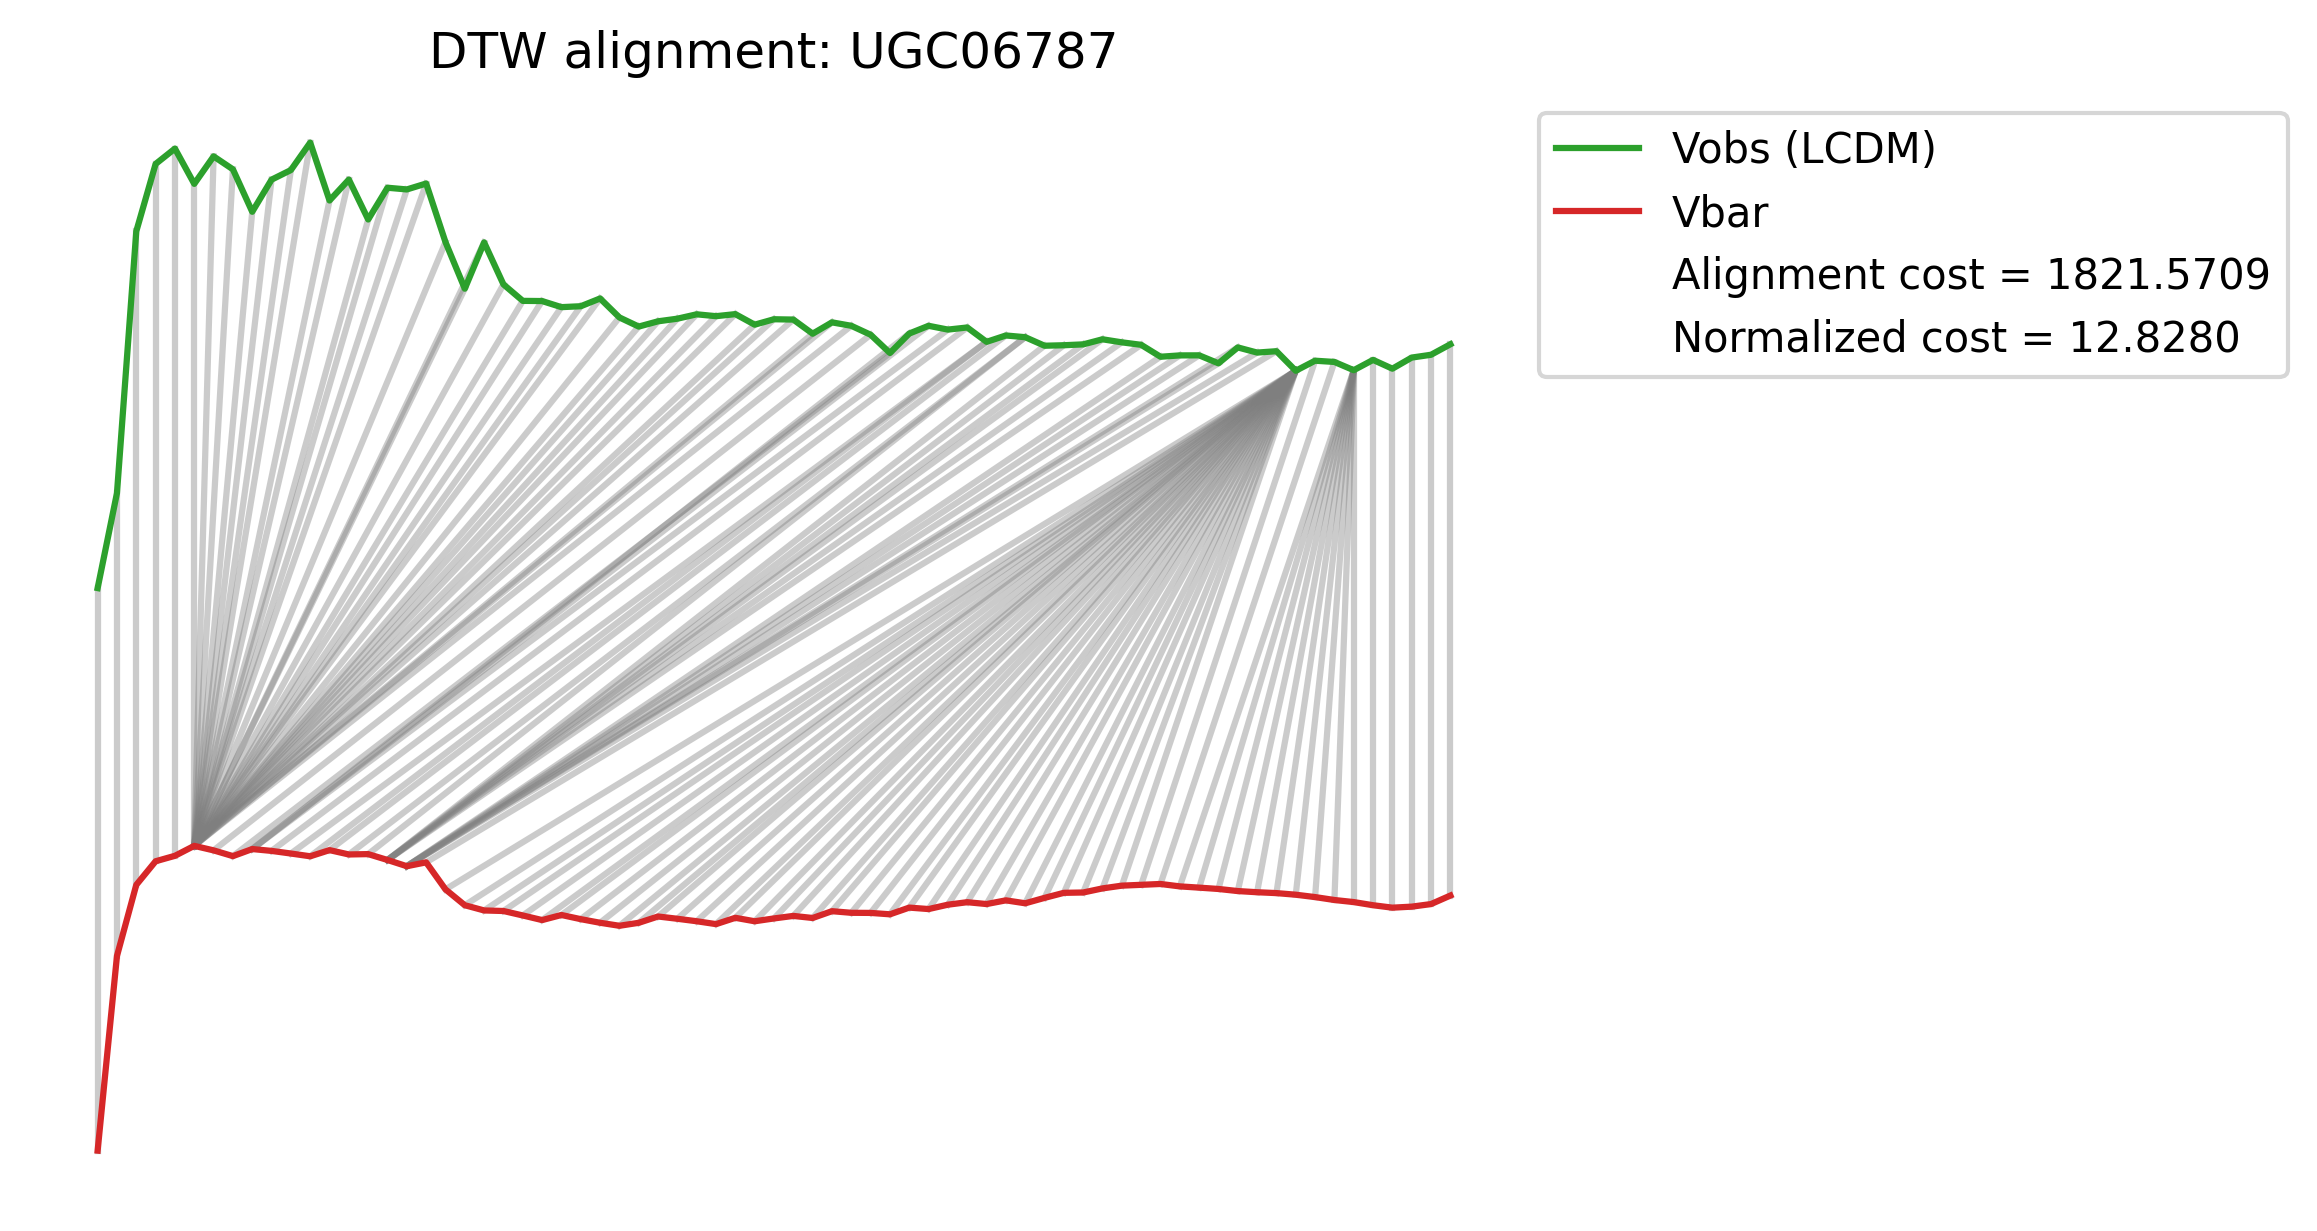 DTW alignment: UGC06787
Vobs (LCDM)
Vbar
Alignment cost = 1821.5709
Normalized cost = 12.8280